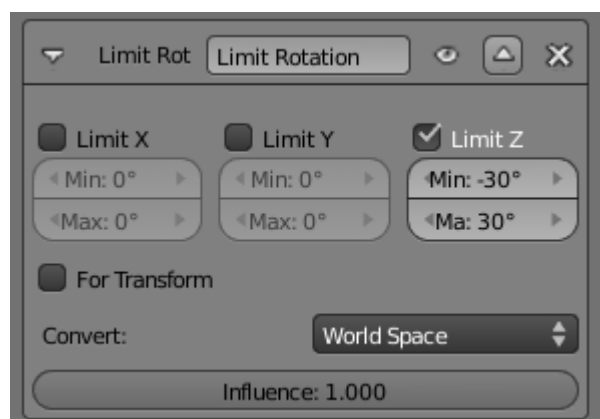 Limit Rot Limit Rotation
Limit X Limit Y Limit Z
Min: 0° Min: 0° Min: -30°
Max: 0° Max: 0° Ma: 30°
For Transform
Convert: World Space
Influence: 1.000